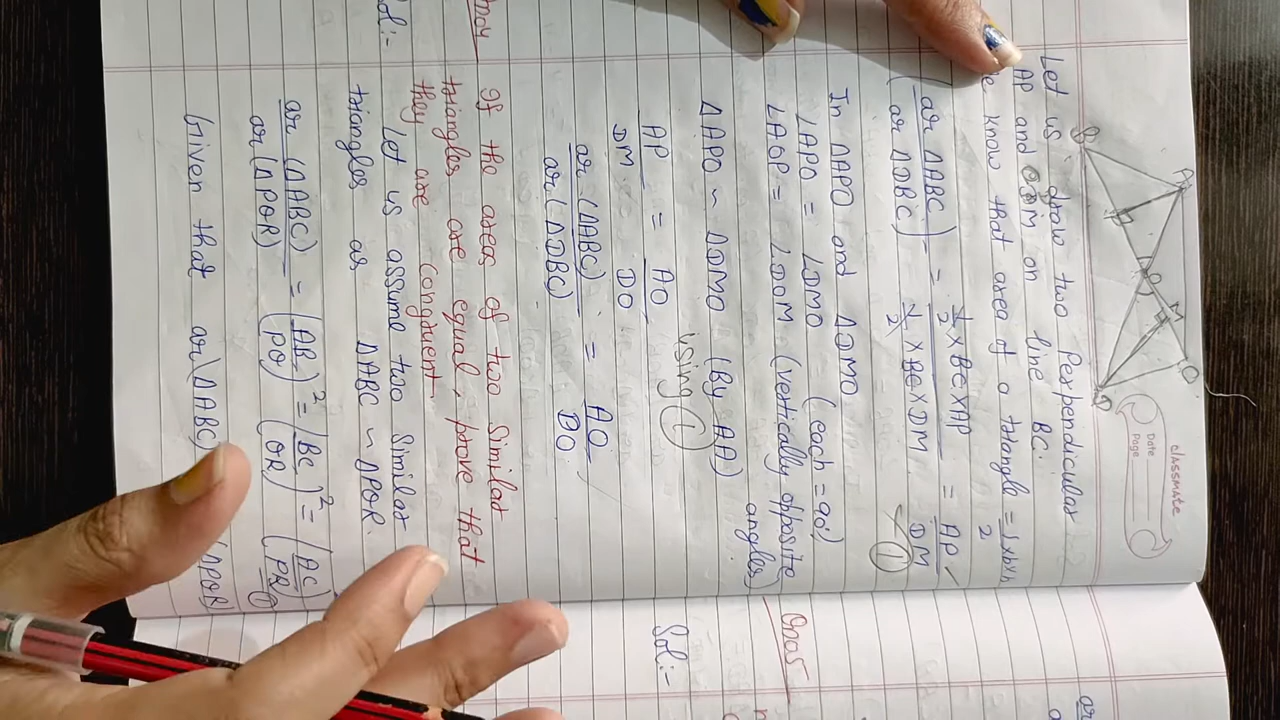 classmate
Date
Page
A
B
P
O
M
C
D
Let us draw two perpendicular
AP and DM on line BC.
know that area of a triangle = 1/2 x b x h
ar ΔABC / ar ΔDBC = 1/2 × BC × AP / 1/2 × BC × DM = AP / DM
①
In ΔAPO and ΔDMO
∠APO = ∠DMO (each = 90°)
∠AOP = ∠DOM (vertically opposite
angles)
ΔAPO ~ ΔDMO (By AA)
AP / DM = AO / DO
using ①
ar (ΔABC) / ar (ΔDBC) = AO / DO
If the areas of two similar
triangles are equal, prove that
they are congruent.
Let us assume two similar
triangles as ΔABC ~ ΔPQR.
ar (ΔABC) / ar (ΔPQR) = (AB / PQ)² = (BC / QR)² = (AC / PR)²
①
Given that ar(ΔABC) ΔPQR)
Ques
Sol:-
ar